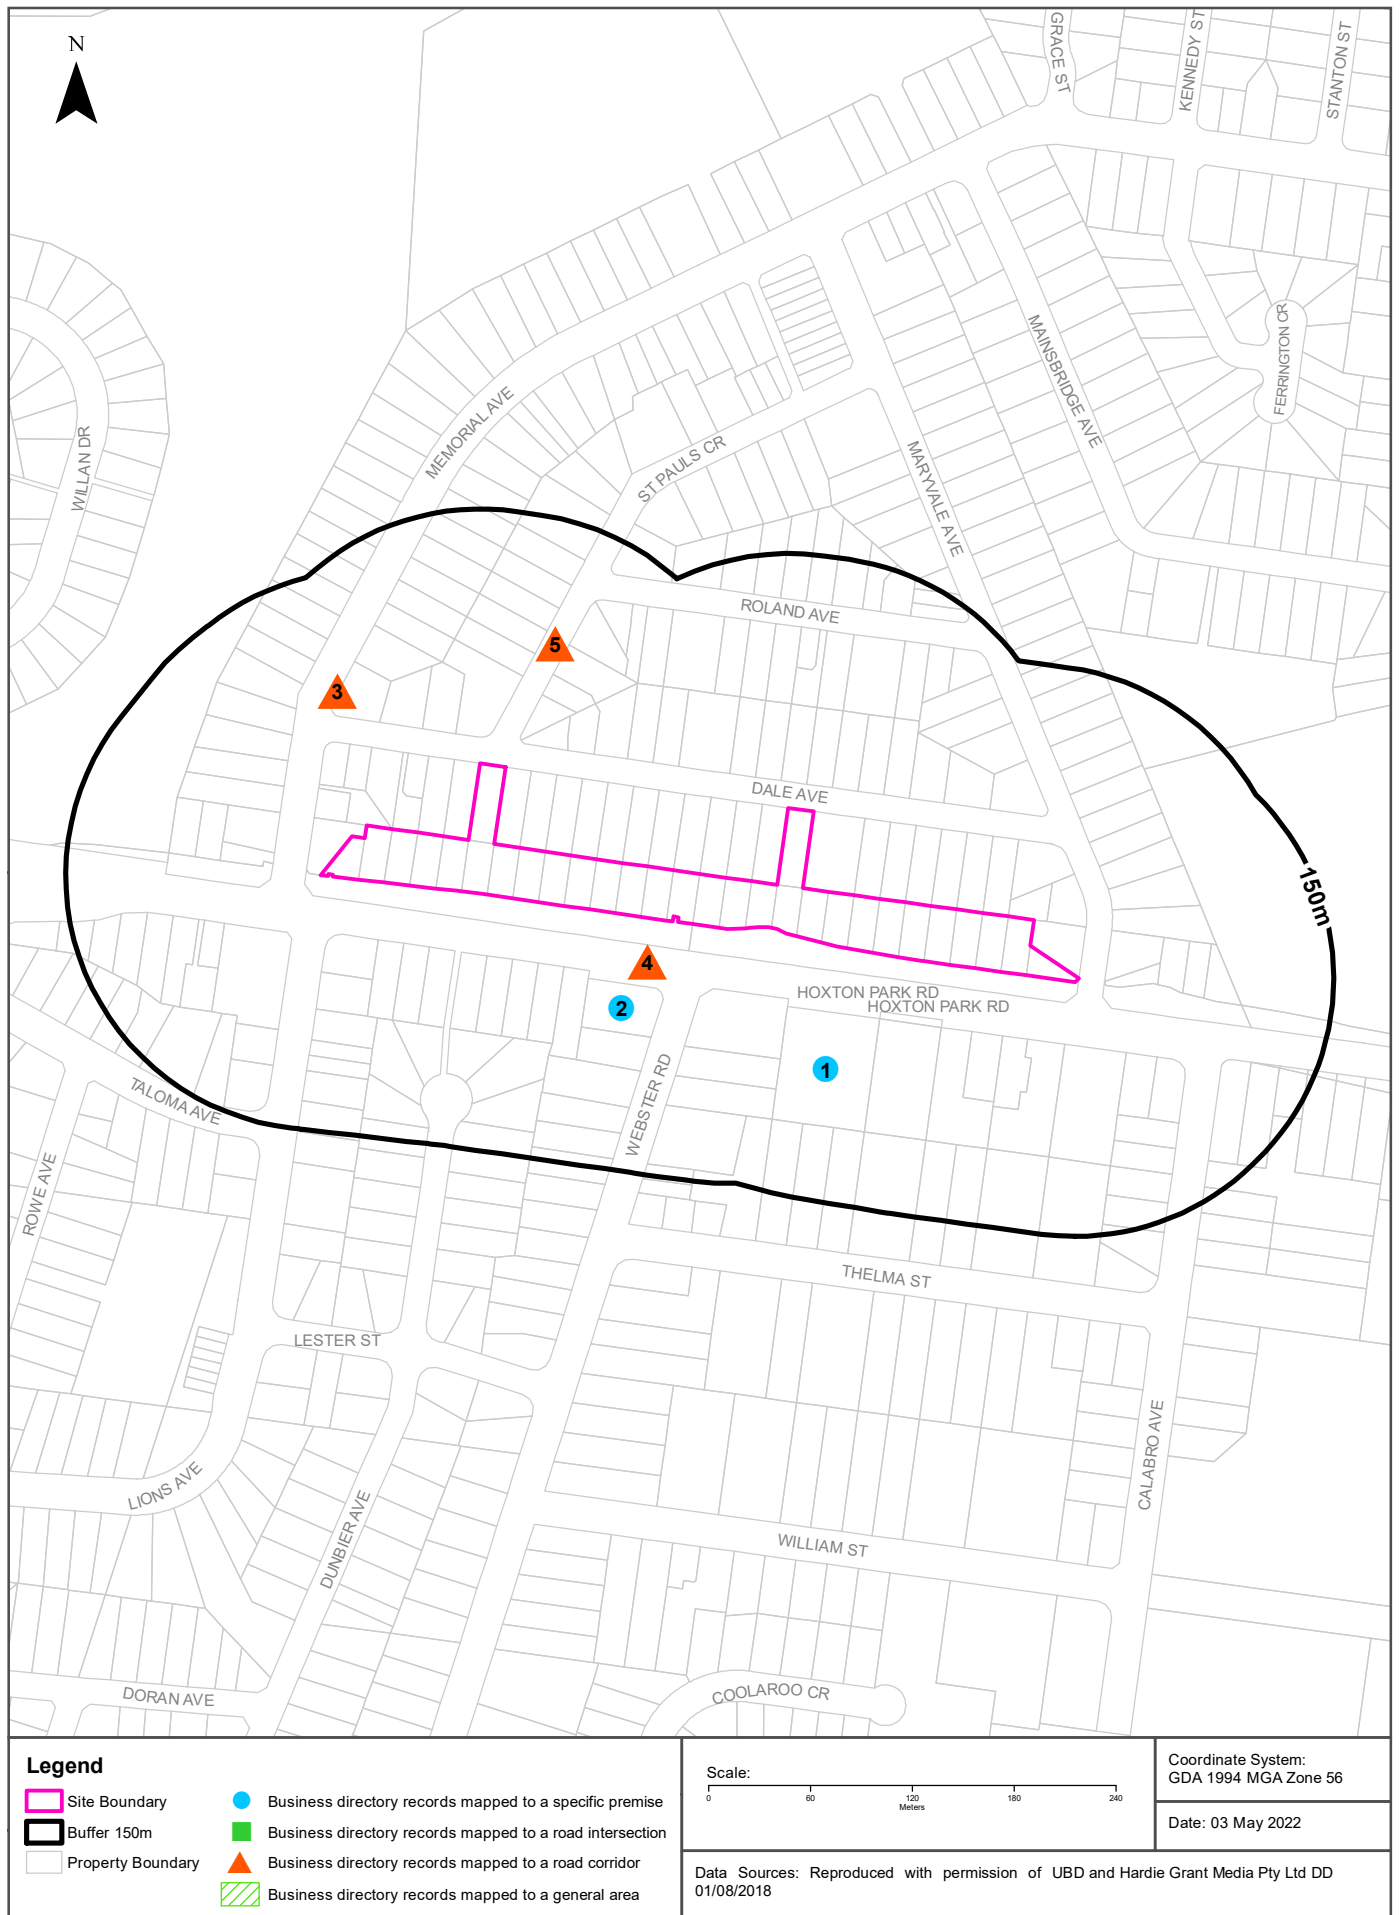 N
GRACE ST
KENNEDY ST
STANTON ST
FERRINGTON CR
MAINSBRIDGE AVE
MEMORIAL AVE
WILLAN DR
ST PAULS CR
MARYVALE AVE
ROLAND AVE
5
3
DALE AVE
150m
4
2
HOXTON PARK RD
HOXTON PARK RD
1
TALOMA AVE
WEBSTER RD
ROWE AVE
THELMA ST
LESTER ST
CALABRO AVE
LIONS AVE
DUNBIER AVE
WILLIAM ST
DORAN AVE
COOLAROO CR
Legend
Site Boundary
Buffer 150m
Property Boundary
Business directory records mapped to a specific premise
Business directory records mapped to a road intersection
Business directory records mapped to a road corridor
Business directory records mapped to a general area
Scale:
0 60 120 180 240
Meters
Coordinate System:
GDA 1994 MGA Zone 56
Date: 03 May 2022
Data Sources: Reproduced with permission of UBD and Hardie Grant Media Pty Ltd DD
01/08/2018